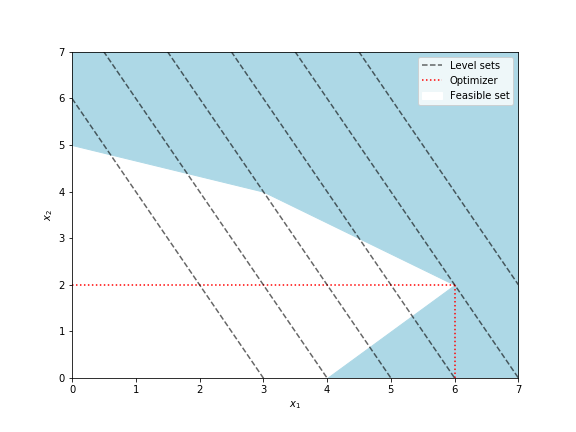 7
6
5
4
3
2
1
0
x₂
Level sets
Optimizer
Feasible set
0 1 2 3 4 5 6 7
x₁